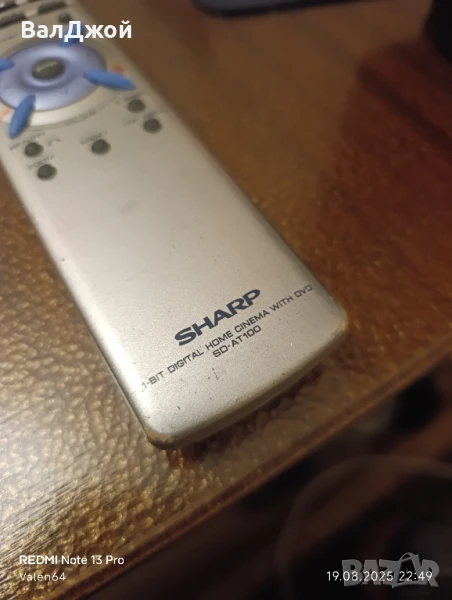 ВалДжой
SHARP
1-BIT DIGITAL HOME CINEMA WITH DVD
SD-AT100
REDMI Note 13 Pro
Valen64
19.08.2025 22:49
BAZAR